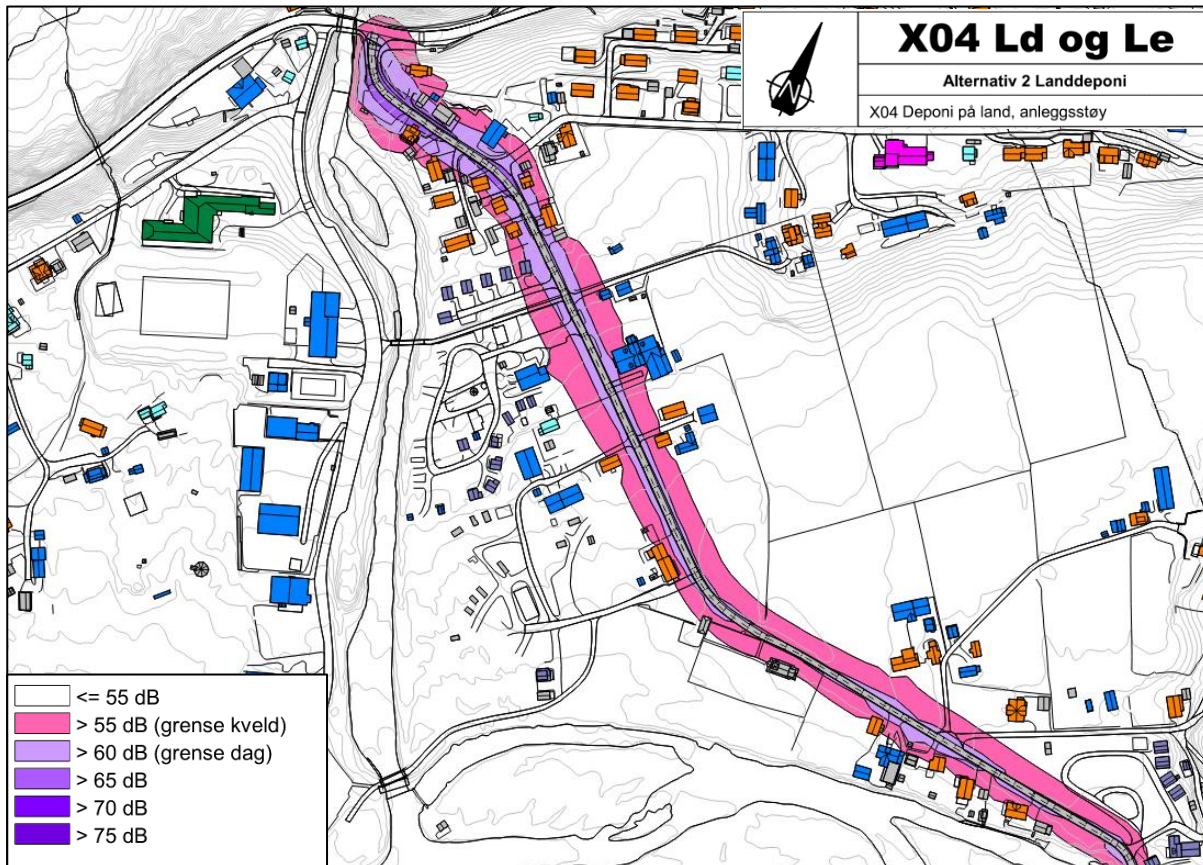 X04 Ld og Le
Alternativ 2 Landdeponi
X04 Deponi på land, anleggsstøy
N
<= 55 dB
> 55 dB (grense kveld)
> 60 dB (grense dag)
> 65 dB
> 70 dB
> 75 dB